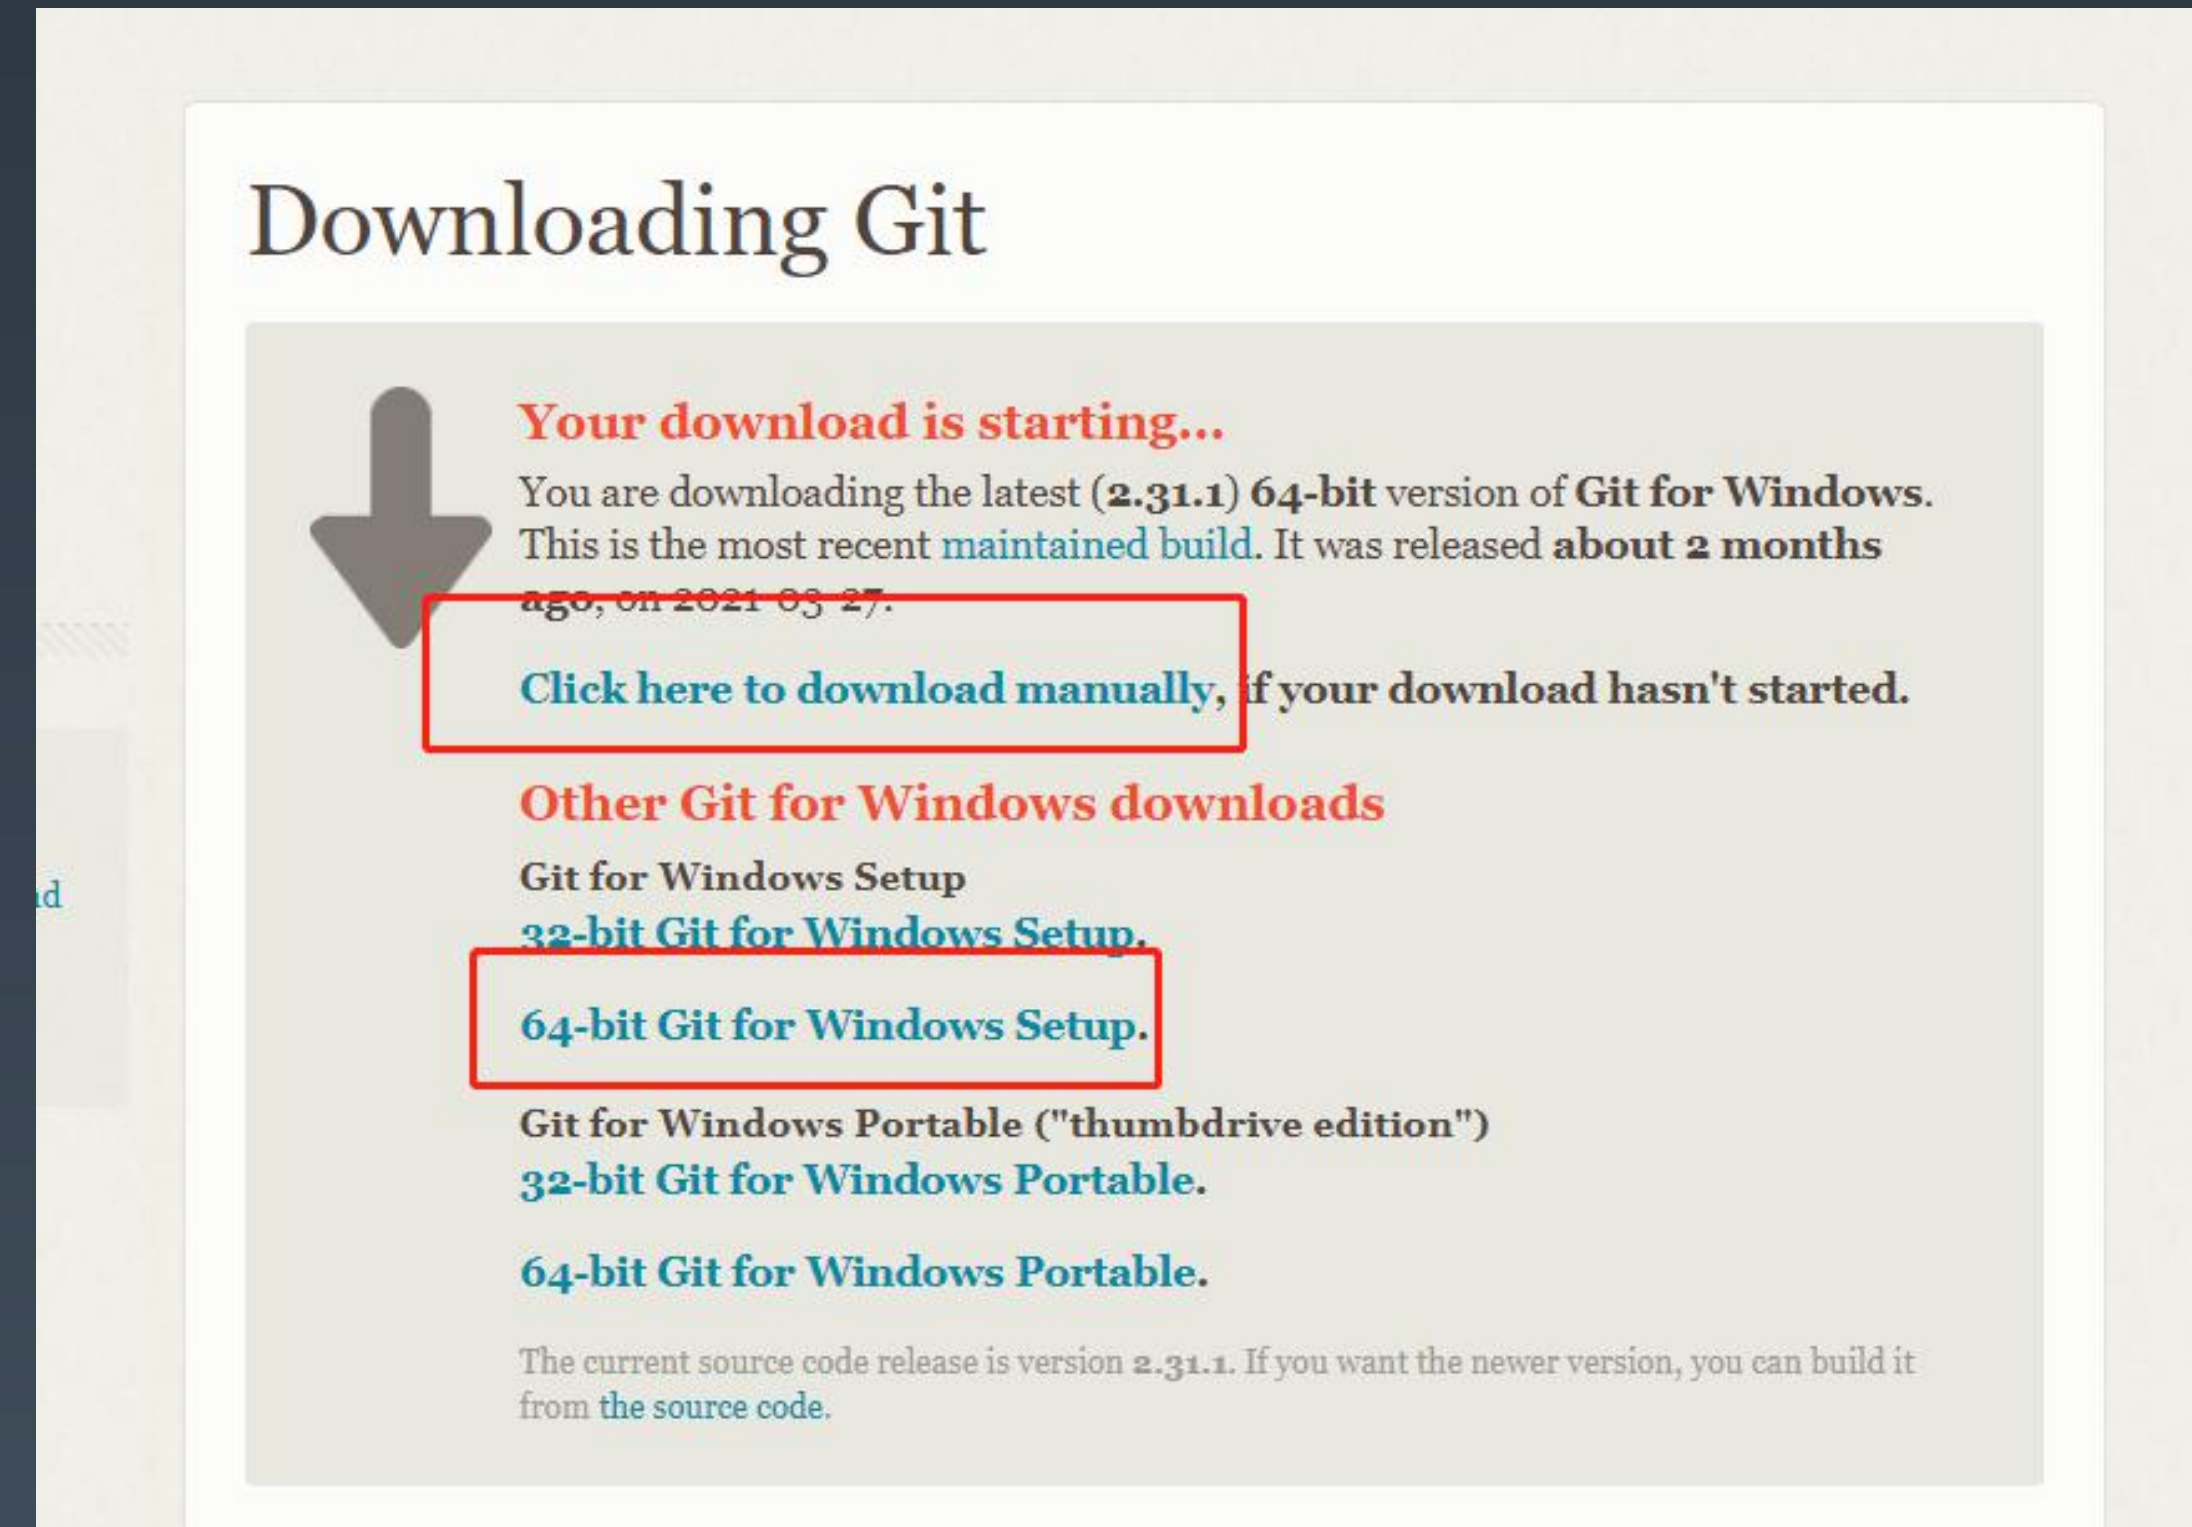 Downloading Git
Your download is starting...
You are downloading the latest (2.31.1) 64-bit version of Git for Windows.
This is the most recent maintained build. It was released about 2 months
ago, on 2021-03-27.
Click here to download manually, if your download hasn't started.
Other Git for Windows downloads
Git for Windows Setup
32-bit Git for Windows Setup.
64-bit Git for Windows Setup.
Git for Windows Portable ("thumbdrive edition")
32-bit Git for Windows Portable.
64-bit Git for Windows Portable.
The current source code release is version 2.31.1. If you want the newer version, you can build it
from the source code.